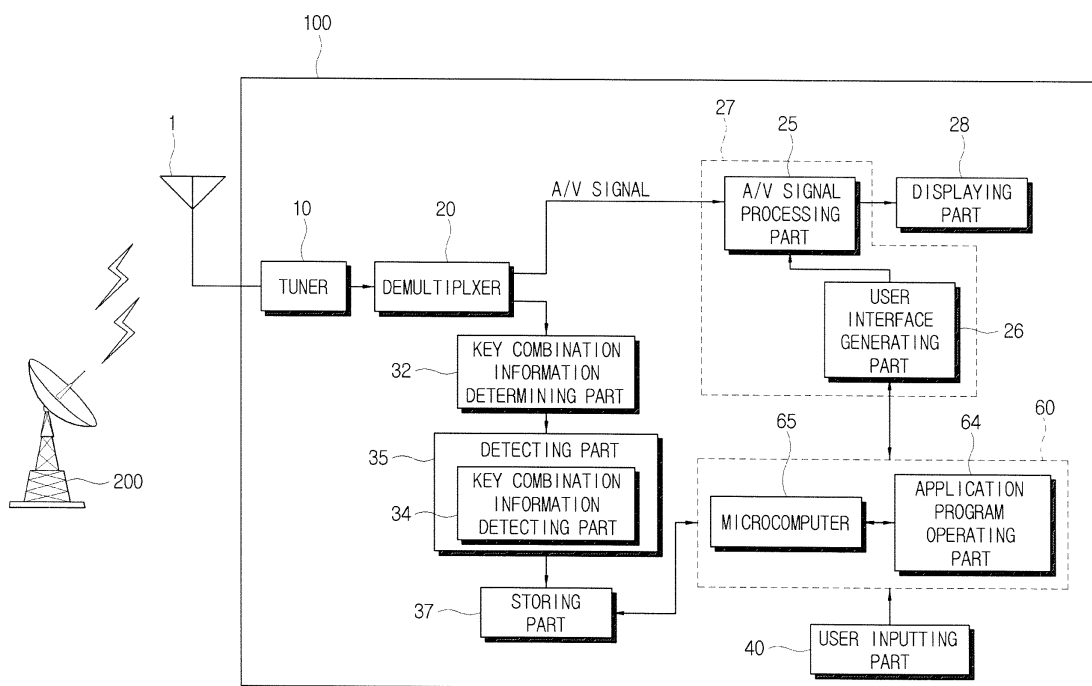 100
1
27
25
28
A/V SIGNAL
A/V SIGNAL
PROCESSING
PART
DISPLAYING
PART
10
20
TUNER
DEMULTIPLXER
USER
INTERFACE
GENERATING
PART
26
32
KEY COMBINATION
INFORMATION
DETERMINING PART
35
DETECTING PART
34
KEY COMBINATION
INFORMATION
DETECTING PART
65
64
60
MICROCOMPUTER
APPLICATION
PROGRAM
OPERATING
PART
200
37
STORING
PART
40
USER INPUTTING
PART